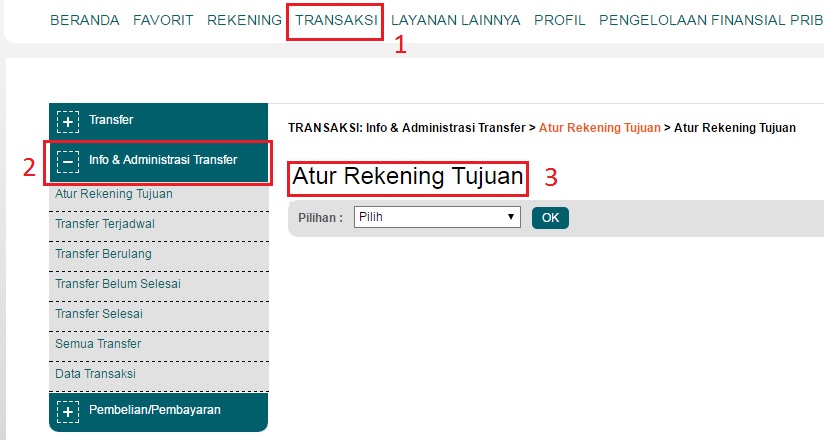 BERANDA FAVORIT REKENING TRANSAKSI LAYANAN LAINNYA PROFIL PENGELOLAAN FINANSIAL PRIB
1
Transfer
TRANSAKSI: Info & Administrasi Transfer > Atur Rekening Tujuan > Atur Rekening Tujuan
2
Info & Administrasi Transfer
Atur Rekening Tujuan 3
Atur Rekening Tujuan
Pilihan : Pilih OK
Transfer Terjadwal
Transfer Berulang
Transfer Belum Selesai
Transfer Selesai
Semua Transfer
Data Transaksi
Pembelian/Pembayaran